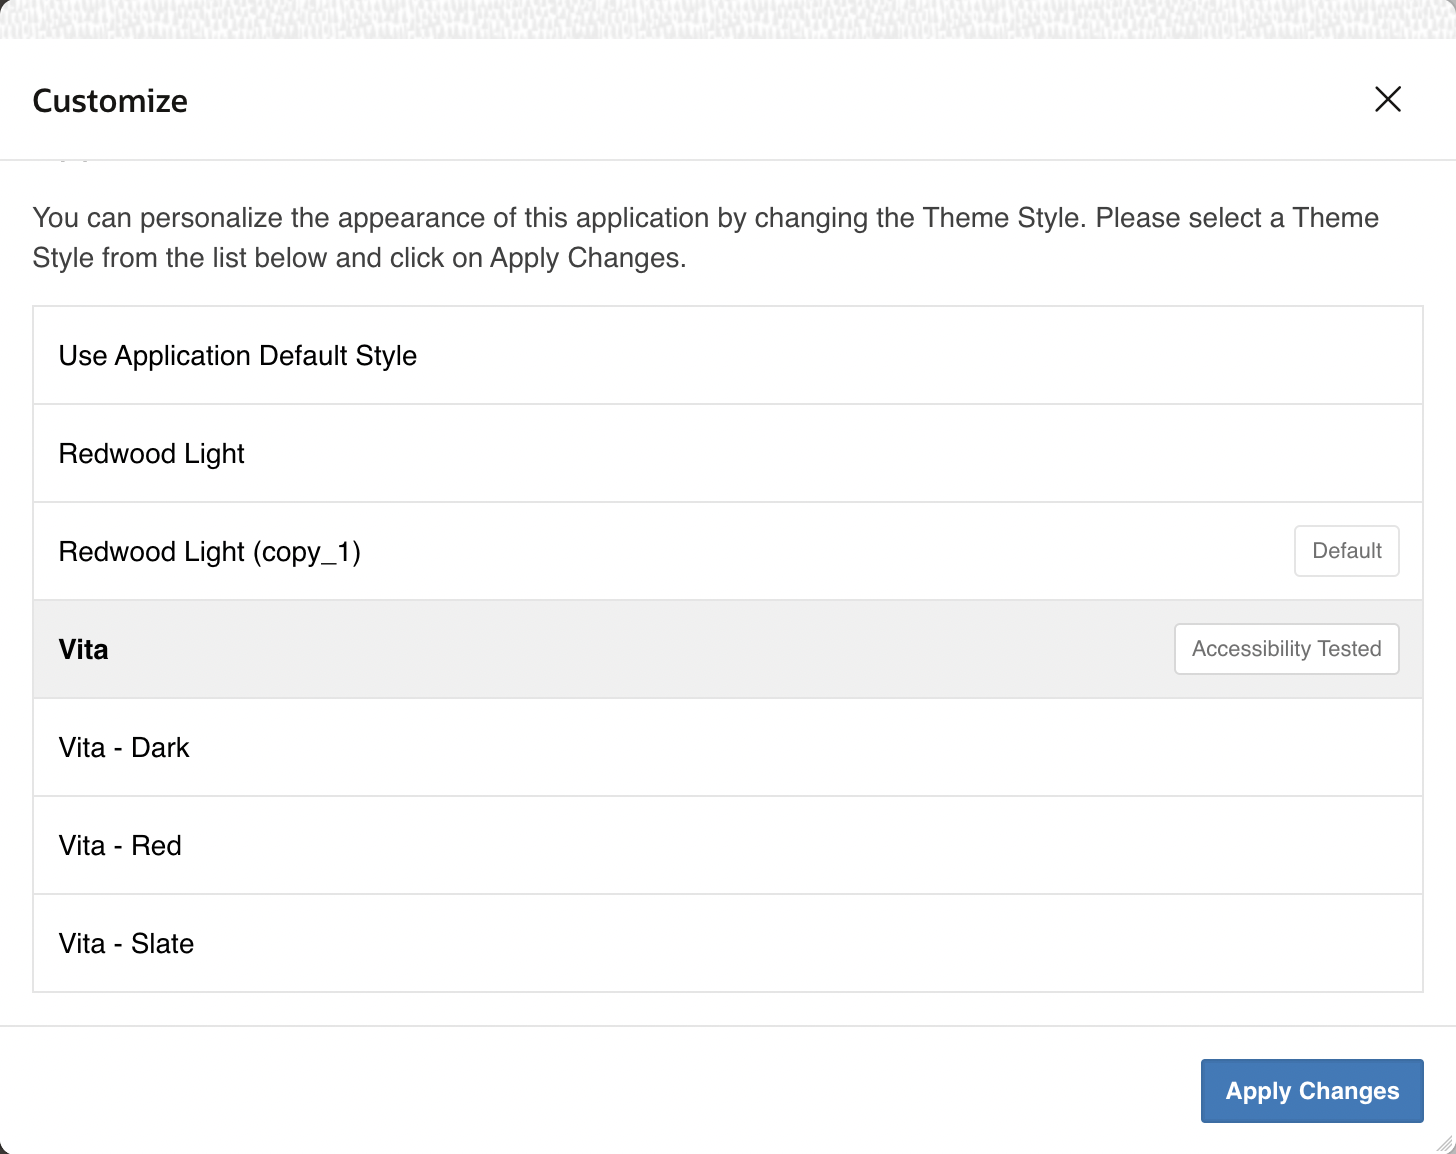 Customize
You can personalize the appearance of this application by changing the Theme Style. Please select a Theme
Style from the list below and click on Apply Changes.
Use Application Default Style
Redwood Light
Redwood Light (copy_1)
Default
Vita
Accessibility Tested
Vita - Dark
Vita - Red
Vita - Slate
Apply Changes